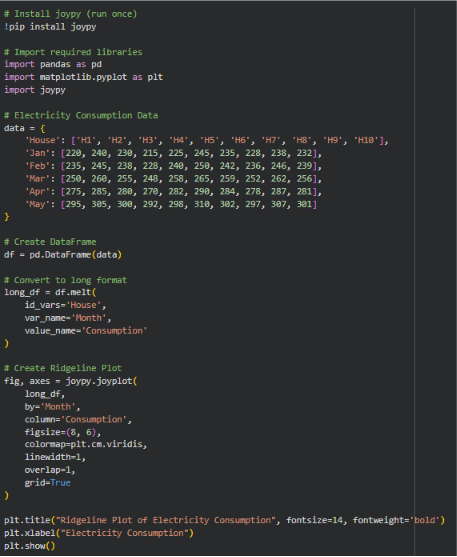 # Install joypy (run once)
!pip install joypy

# Import required libraries
import pandas as pd
import matplotlib.pyplot as plt
import joypy

# Electricity Consumption Data
data = {
    'House': ['H1', 'H2', 'H3', 'H4', 'H5', 'H6', 'H7', 'H8', 'H9', 'H10'],
    'Jan': [220, 240, 230, 215, 225, 245, 235, 228, 238, 232],
    'Feb': [235, 245, 238, 228, 240, 250, 242, 236, 246, 239],
    'Mar': [250, 260, 255, 248, 258, 265, 259, 252, 262, 256],
    'Apr': [275, 285, 280, 270, 282, 290, 284, 278, 287, 281],
    'May': [295, 305, 300, 292, 298, 310, 302, 297, 307, 301]
}

# Create DataFrame
df = pd.DataFrame(data)

# Convert to long format
long_df = df.melt(
    id_vars='House',
    var_name='Month',
    value_name='Consumption'
)

# Create Ridgeline Plot
fig, axes = joypy.joyplot(
    long_df,
    by='Month',
    column='Consumption',
    figsize=(8, 6),
    colormap=plt.cm.viridis,
    linewidth=1,
    overlap=1,
    grid=True
)

plt.title("Ridgeline Plot of Electricity Consumption", fontsize=14, fontweight='bold')
plt.xlabel("Electricity Consumption")
plt.show()